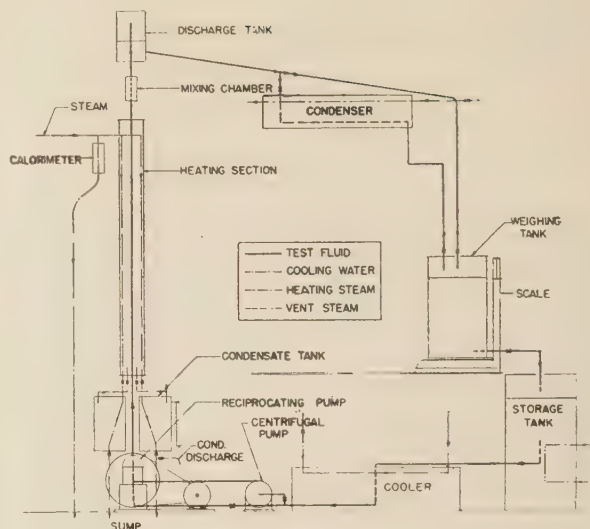 DISCHARGE TANK
MIXING CHAMBER
STEAM
CONDENSER
CALORIMETER
HEATING SECTION
WEIGHING
TANK
TEST FLUID
COOLING WATER
HEATING STEAM
VENT STEAM
SCALE
CONDENSATE TANK
RECIPROCATING PUMP
CENTRIFUGAL
PUMP
STORAGE
TANK
COND.
DISCHARGE
COOLER
SUMP